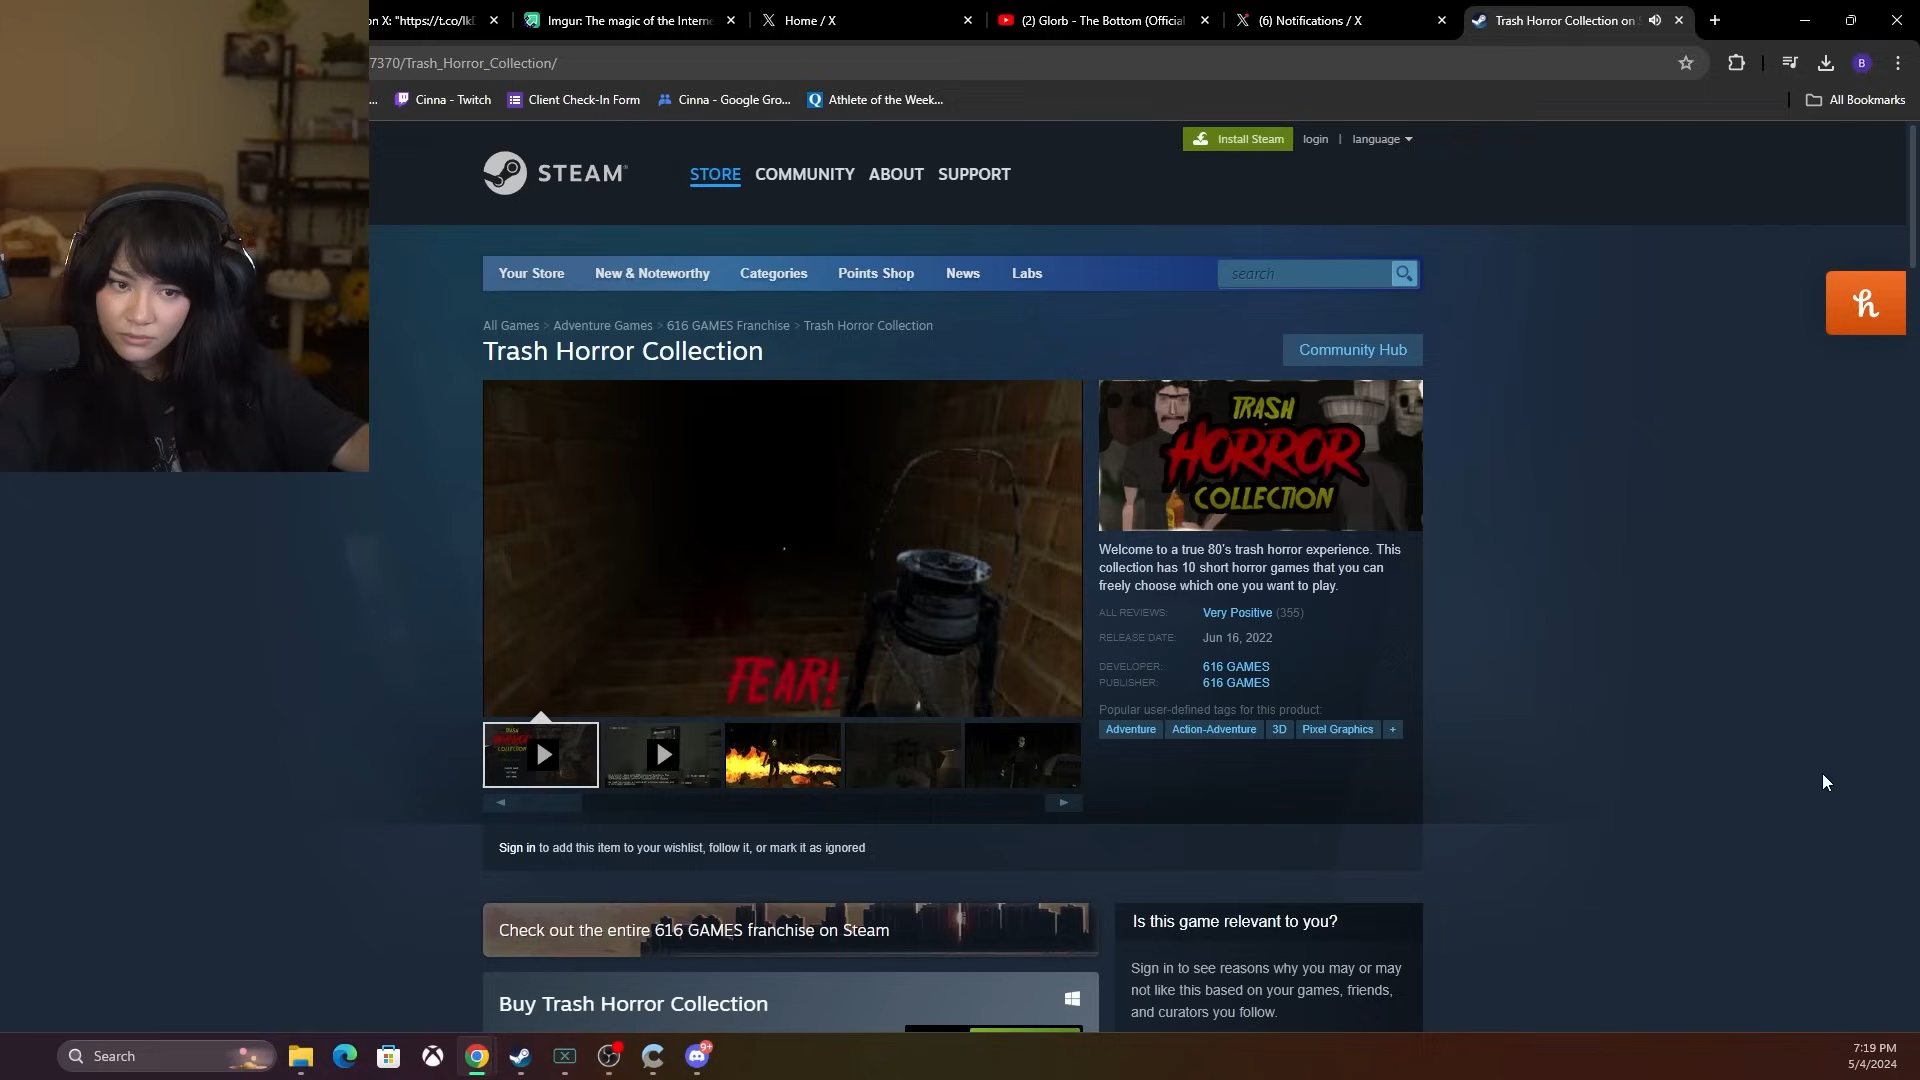 on X: "https://t.co/lkl
Imgur: The magic of the Interne
Home / X
(2) Glorb - The Bottom (Official
(6) Notifications / X
Trash Horror Collection on
7370/Trash_Horror_Collection/
B
...
Cinna - Twitch
Client Check-In Form
Cinna - Google Gro...
Athlete of the Week...
All Bookmarks
Install Steam
login
|
language
STEAM
STORE
COMMUNITY
ABOUT
SUPPORT
Your Store
New & Noteworthy
Categories
Points Shop
News
Labs
search
h
All Games > Adventure Games > 616 GAMES Franchise > Trash Horror Collection
Trash Horror Collection
Community Hub
FEAR!
TRASH
HORROR
COLLECTION
Welcome to a true 80's trash horror experience. This
collection has 10 short horror games that you can
freely choose which one you want to play.
ALL REVIEWS:
Very Positive (355)
RELEASE DATE:
Jun 16, 2022
DEVELOPER:
616 GAMES
PUBLISHER:
616 GAMES
Popular user-defined tags for this product:
Adventure
Action-Adventure
3D
Pixel Graphics
+
Sign in to add this item to your wishlist, follow it, or mark it as ignored
Check out the entire 616 GAMES franchise on Steam
Is this game relevant to you?
Sign in to see reasons why you may or may
not like this based on your games, friends,
and curators you follow.
Buy Trash Horror Collection
Search
9+
7:19 PM
5/4/2024